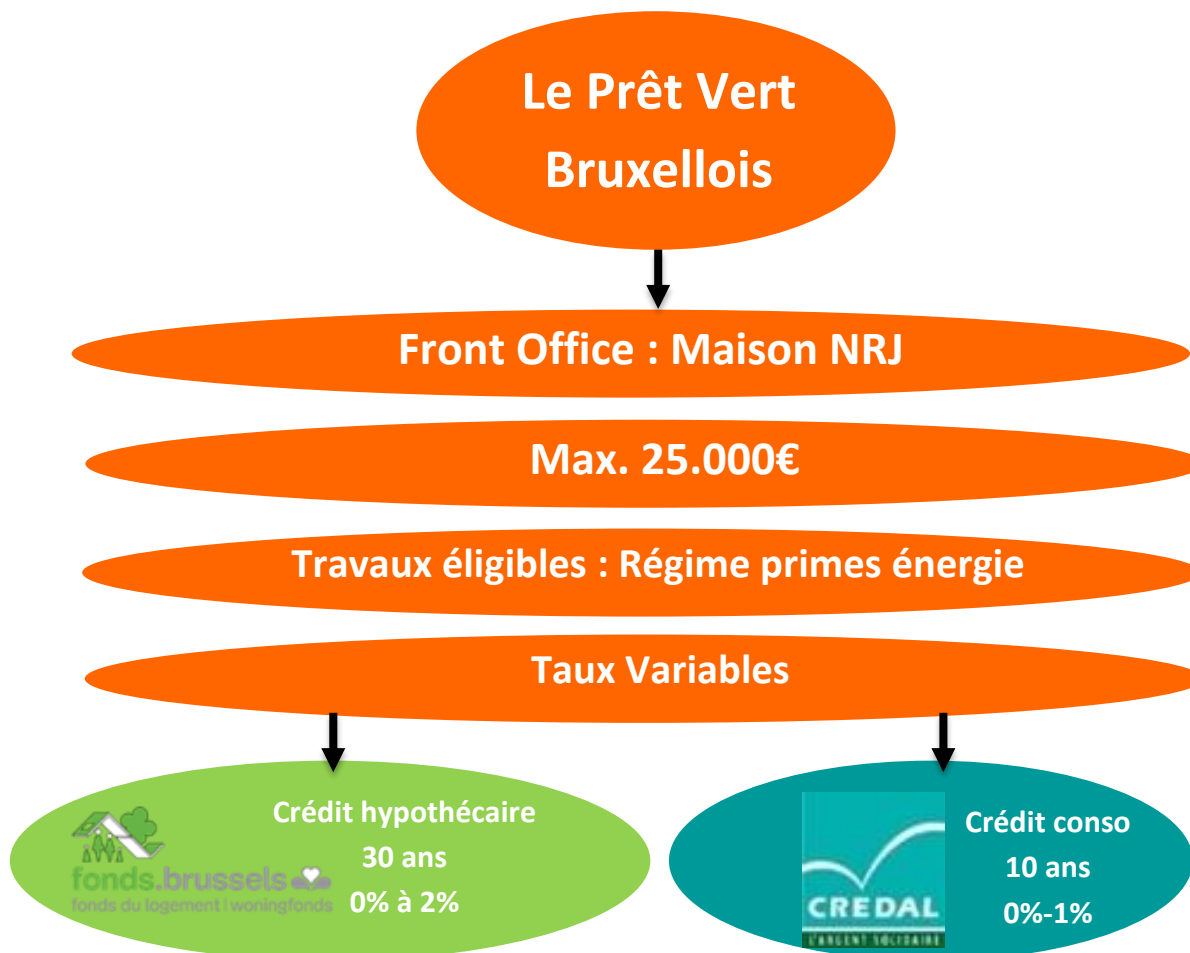 Le Prêt Vert
Bruxellois
Front Office : Maison NRJ
Max. 25.000€
Travaux éligibles : Régime primes énergie
Taux Variables
Crédit hypothécaire
30 ans
0% à 2%
fonds.brussels
fonds du logement | woningfonds
Crédit conso
10 ans
0%-1%
CREDAL
L'ARGENT SOLIDAIRE